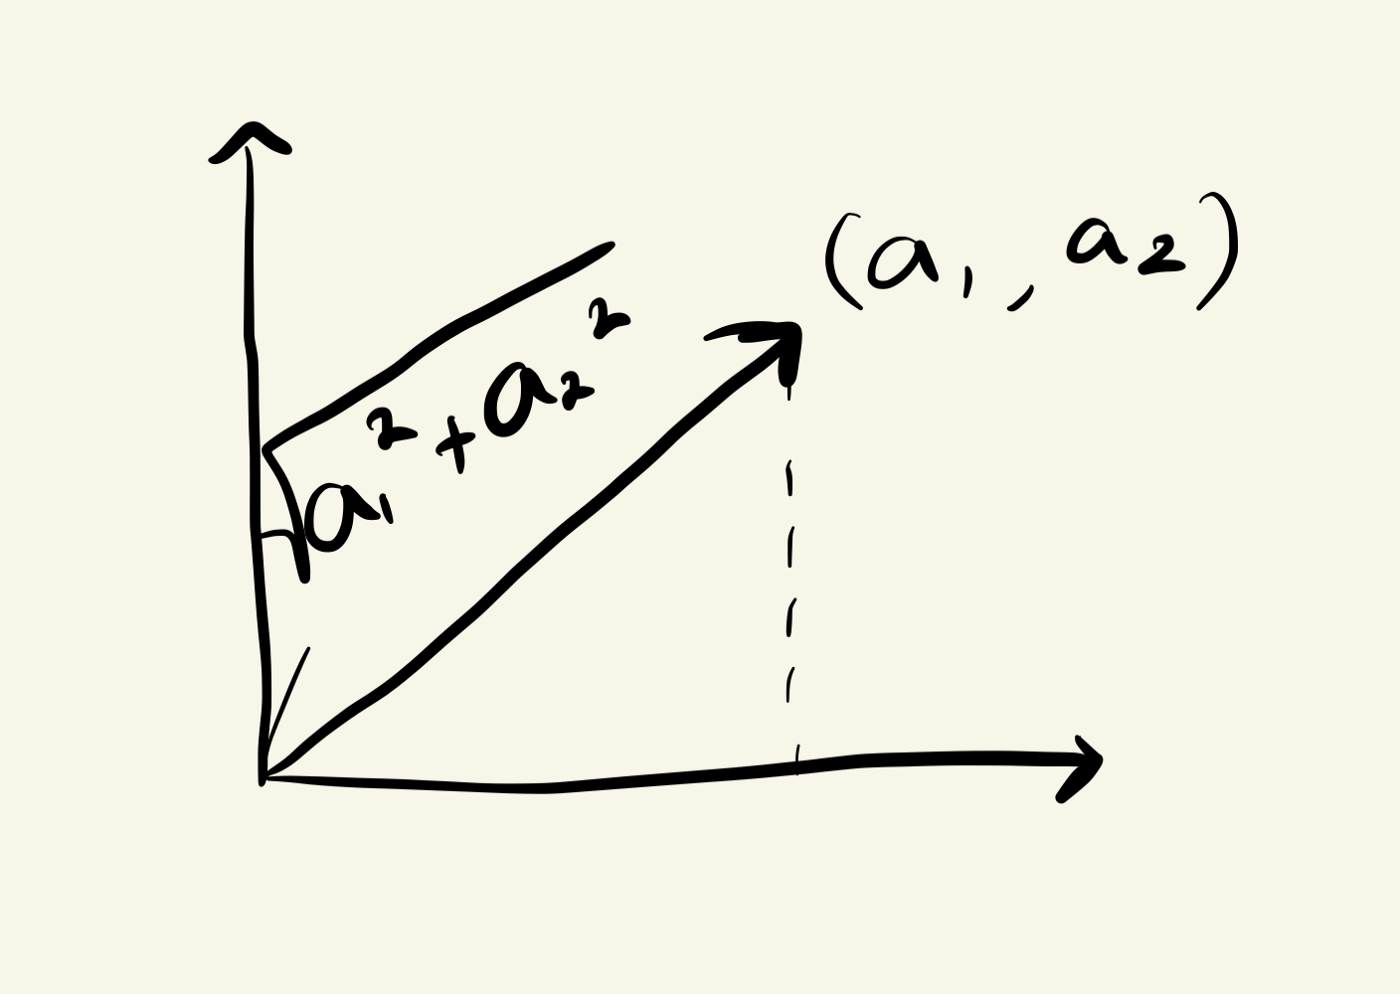 (a₁, a₂)
√(a₁² + a₂²)